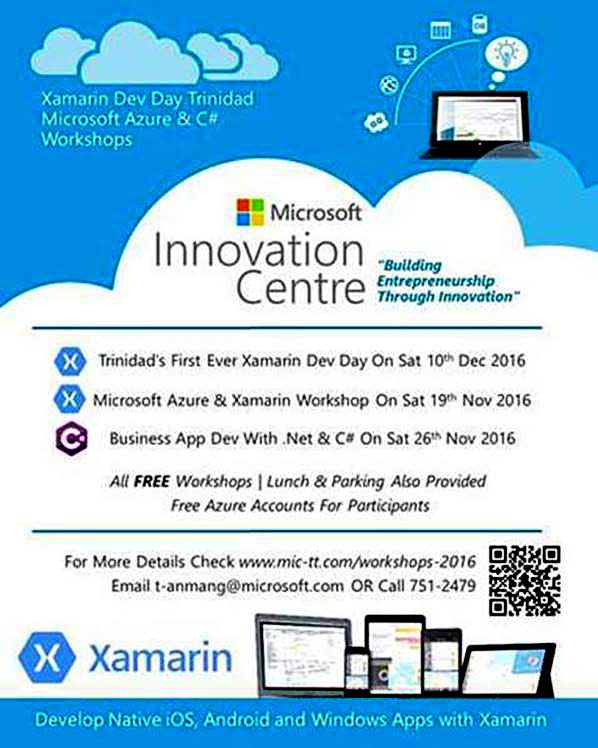 Xamarin Dev Day Trinidad
Microsoft Azure & C#
Workshops
Microsoft
Innovation
Centre
"Building
Entrepreneurship
Through Innovation"
Trinidad's First Ever Xamarin Dev Day On Sat 10th Dec 2016
Microsoft Azure & Xamarin Workshop On Sat 19th Nov 2016
Business App Dev With .Net & C# On Sat 26th Nov 2016
All FREE Workshops | Lunch & Parking Also Provided
Free Azure Accounts For Participants
For More Details Check www.mic-tt.com/workshops-2016
Email t-anmang@microsoft.com OR Call 751-2479
Xamarin
Develop Native iOS, Android and Windows Apps with Xamarin